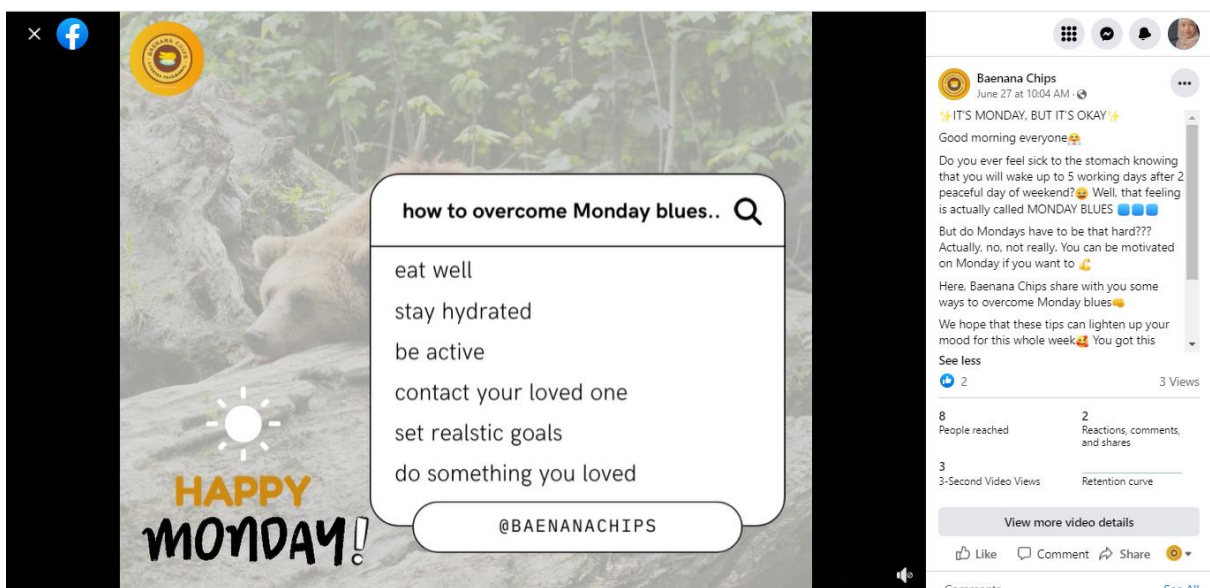 BAENANA CHIPS
how to overcome Monday blues..
eat well
stay hydrated
be active
contact your loved one
set realstic goals
do something you loved
@BAENANACHIPS
HAPPY
MONDAY!
Baenana Chips
June 27 at 10:04 AM ·
✨IT'S MONDAY, BUT IT'S OKAY✨
Good morning everyone🤗
Do you ever feel sick to the stomach knowing
that you will wake up to 5 working days after 2
peaceful day of weekend?😫 Well, that feeling
is actually called MONDAY BLUES 🟦🟦🟦
But do Mondays have to be that hard???
Actually, no, not really. You can be motivated
on Monday if you want to 💪
Here, Baenana Chips share with you some
ways to overcome Monday blues👊
We hope that these tips can lighten up your
mood for this whole week🥰 You got this
See less
2
3 Views
8
People reached
2
Reactions, comments,
and shares
3
3-Second Video Views
Retention curve
View more video details
Like
Comment
Share
Comments
See All